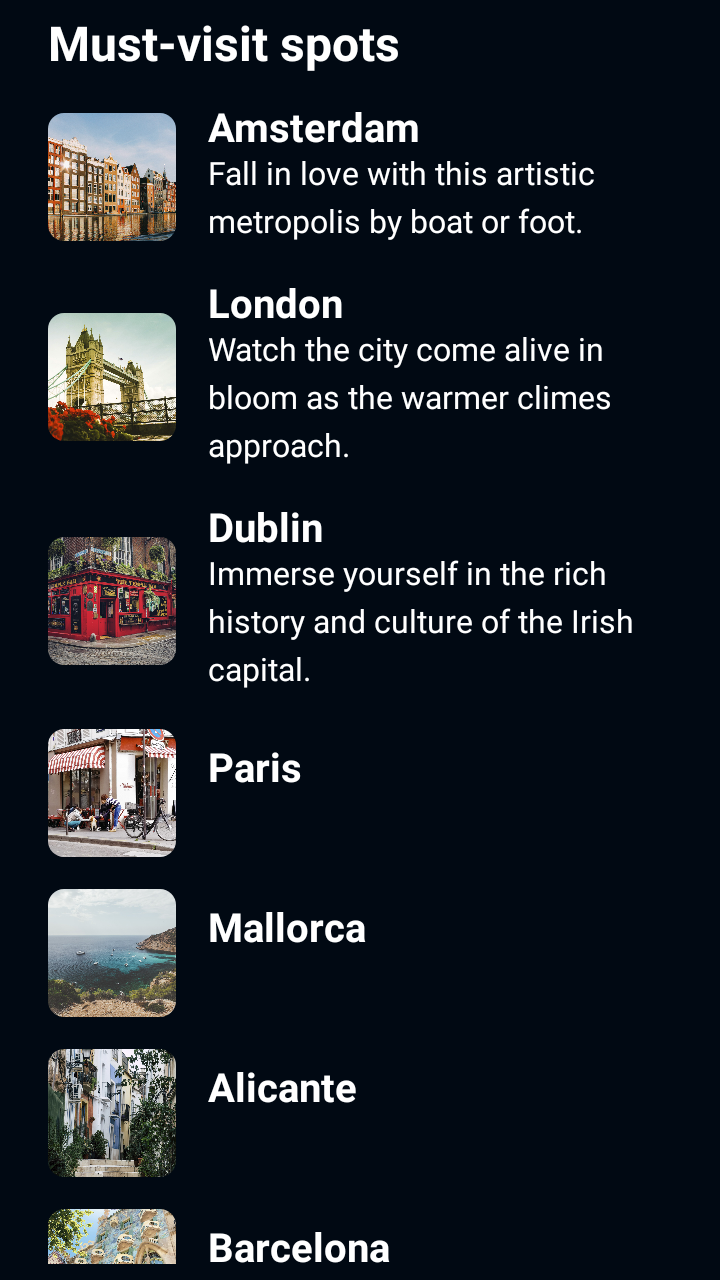 Must-visit spots
Amsterdam
Fall in love with this artistic
metropolis by boat or foot.
London
Watch the city come alive in
bloom as the warmer climes
approach.
Dublin
Immerse yourself in the rich
history and culture of the Irish
capital.
Paris
Mallorca
Alicante
Barcelona